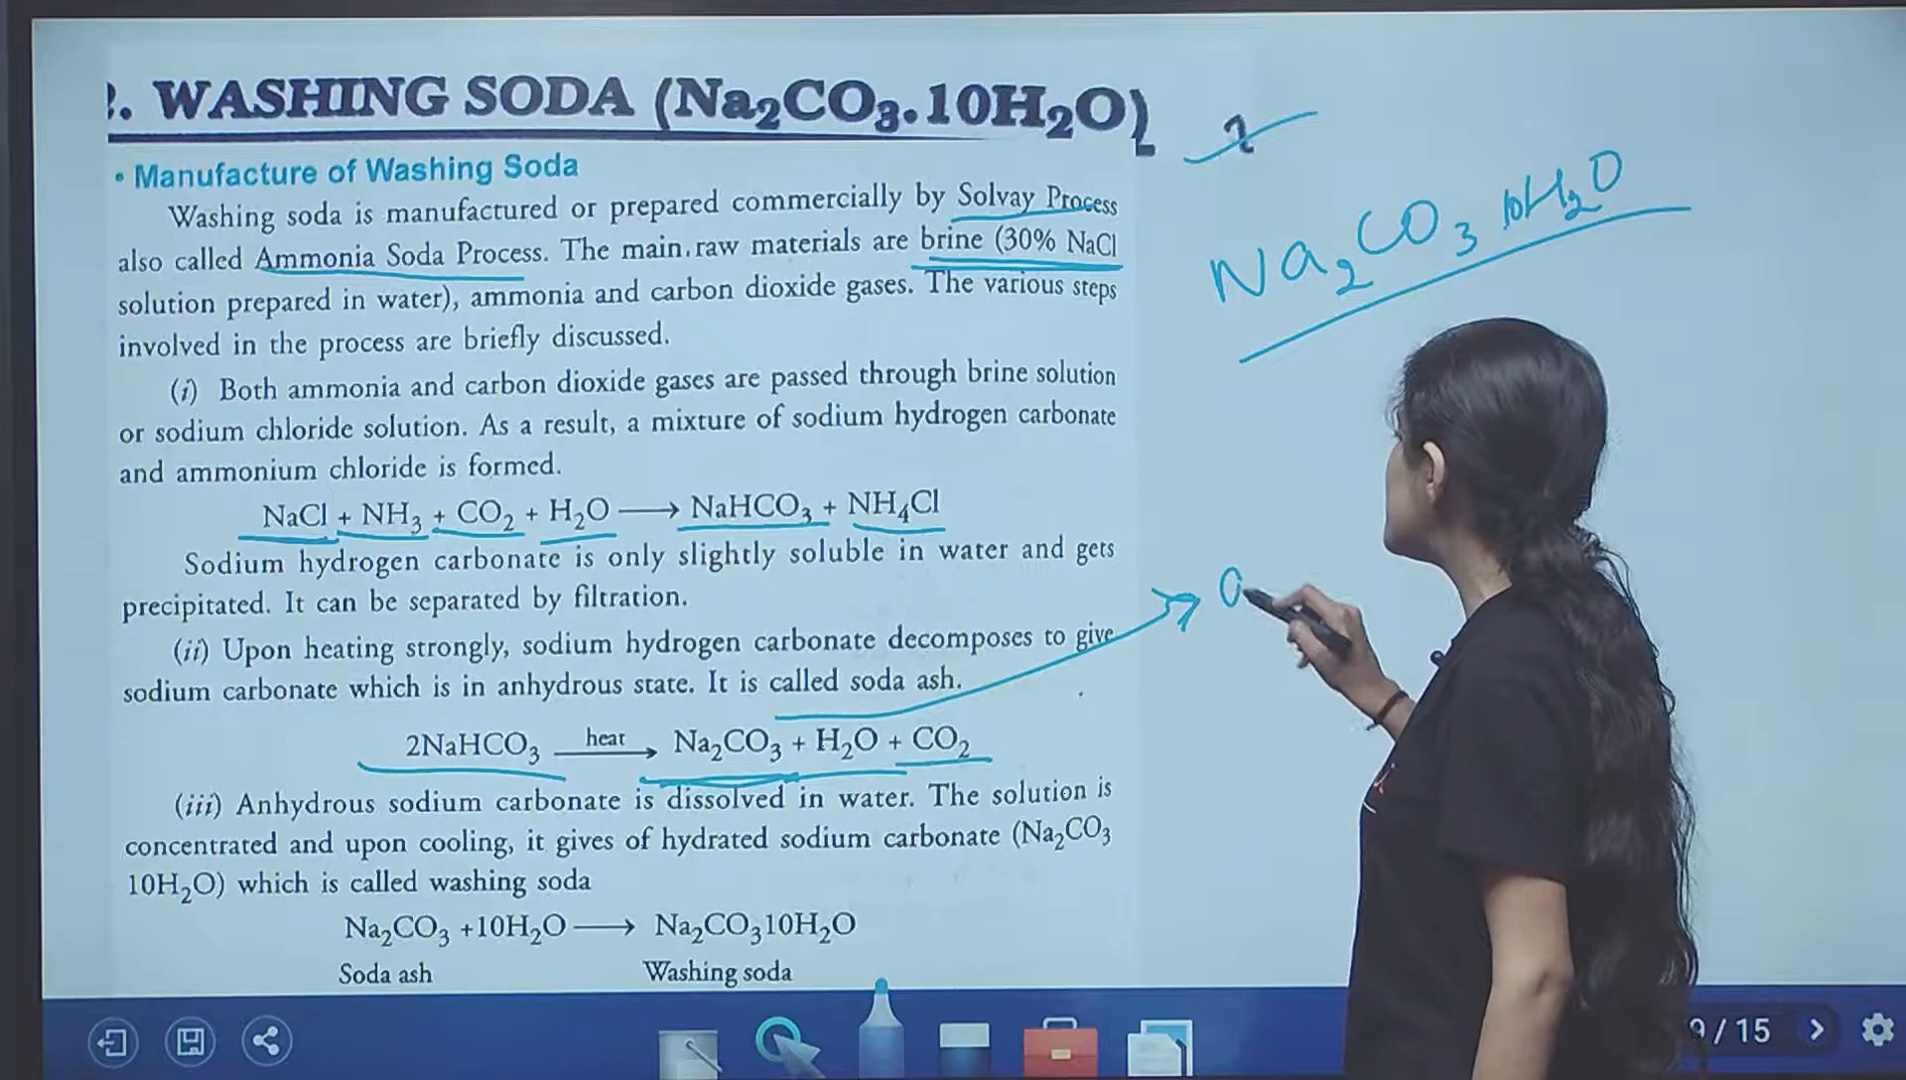 2. WASHING SODA (Na₂CO₃.10H₂O)
• Manufacture of Washing Soda
Washing soda is manufactured or prepared commercially by Solvay Process
also called Ammonia Soda Process. The main raw materials are brine (30% NaCl
solution prepared in water), ammonia and carbon dioxide gases. The various steps
involved in the process are briefly discussed.
(i) Both ammonia and carbon dioxide gases are passed through brine solution
or sodium chloride solution. As a result, a mixture of sodium hydrogen carbonate
and ammonium chloride is formed.
NaCl + NH₃ + CO₂ + H₂O ⟶ NaHCO₃ + NH₄Cl
Sodium hydrogen carbonate is only slightly soluble in water and gets
precipitated. It can be separated by filtration.
(ii) Upon heating strongly, sodium hydrogen carbonate decomposes to give
sodium carbonate which is in anhydrous state. It is called soda ash.
2NaHCO₃ heat ⟶ Na₂CO₃ + H₂O + CO₂
(iii) Anhydrous sodium carbonate is dissolved in water. The solution is
concentrated and upon cooling, it gives of hydrated sodium carbonate (Na₂CO₃
10H₂O) which is called washing soda
Na₂CO₃ +10H₂O ⟶ Na₂CO₃10H₂O
Soda ash Washing soda
Na₂CO₃ 10H₂O
9 / 15